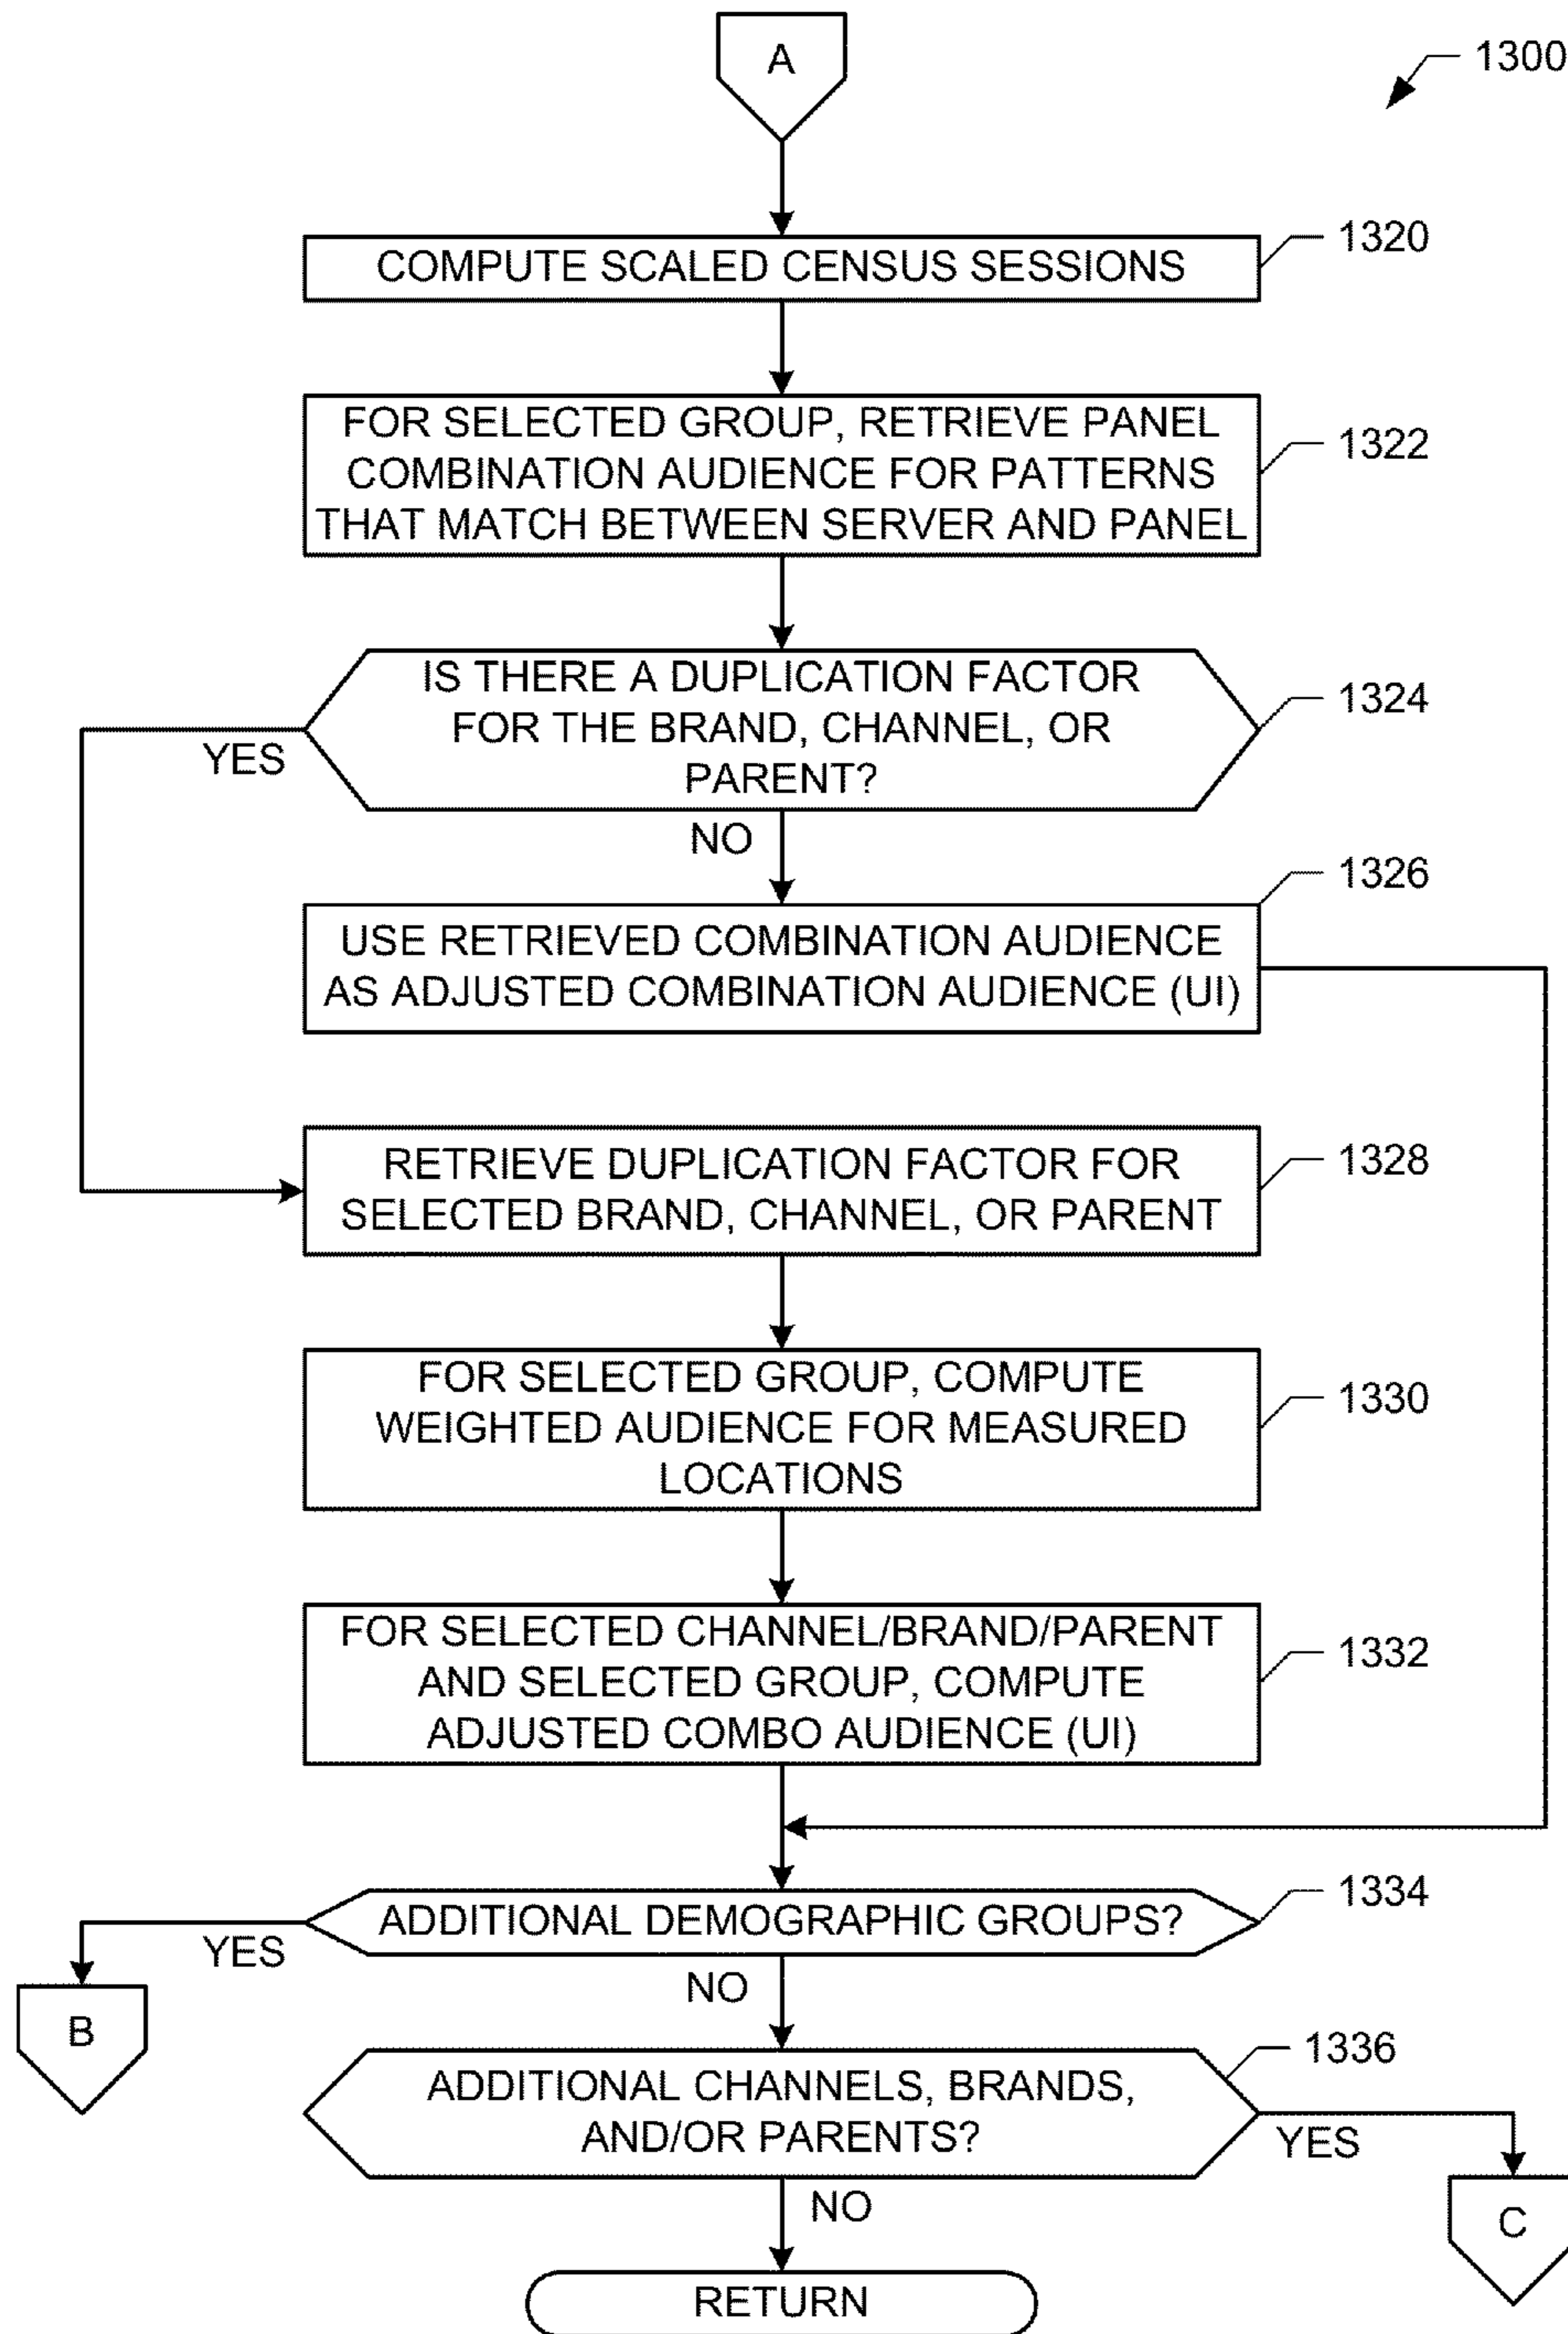 A
1300
COMPUTE SCALED CENSUS SESSIONS
1320
FOR SELECTED GROUP, RETRIEVE PANEL
COMBINATION AUDIENCE FOR PATTERNS
THAT MATCH BETWEEN SERVER AND PANEL
1322
IS THERE A DUPLICATION FACTOR
FOR THE BRAND, CHANNEL, OR
PARENT?
1324
YES
NO
USE RETRIEVED COMBINATION AUDIENCE
AS ADJUSTED COMBINATION AUDIENCE (UI)
1326
RETRIEVE DUPLICATION FACTOR FOR
SELECTED BRAND, CHANNEL, OR PARENT
1328
FOR SELECTED GROUP, COMPUTE
WEIGHTED AUDIENCE FOR MEASURED
LOCATIONS
1330
FOR SELECTED CHANNEL/BRAND/PARENT
AND SELECTED GROUP, COMPUTE
ADJUSTED COMBO AUDIENCE (UI)
1332
ADDITIONAL DEMOGRAPHIC GROUPS?
1334
YES
NO
B
ADDITIONAL CHANNELS, BRANDS,
AND/OR PARENTS?
1336
YES
NO
C
RETURN